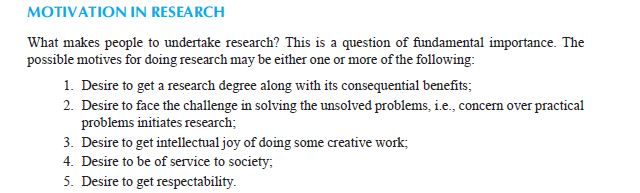 MOTIVATION IN RESEARCH
What makes people to undertake research? This is a question of fundamental importance. The
possible motives for doing research may be either one or more of the following:
1. Desire to get a research degree along with its consequential benefits;
2. Desire to face the challenge in solving the unsolved problems, i.e., concern over practical
problems initiates research;
3. Desire to get intellectual joy of doing some creative work;
4. Desire to be of service to society;
5. Desire to get respectability.